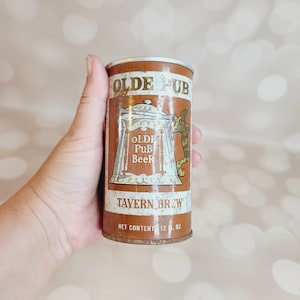 OLDE PUB
OLDE
PUB
BEER
TAVERN BREW
NET CONTENTS 12 FL. OZ